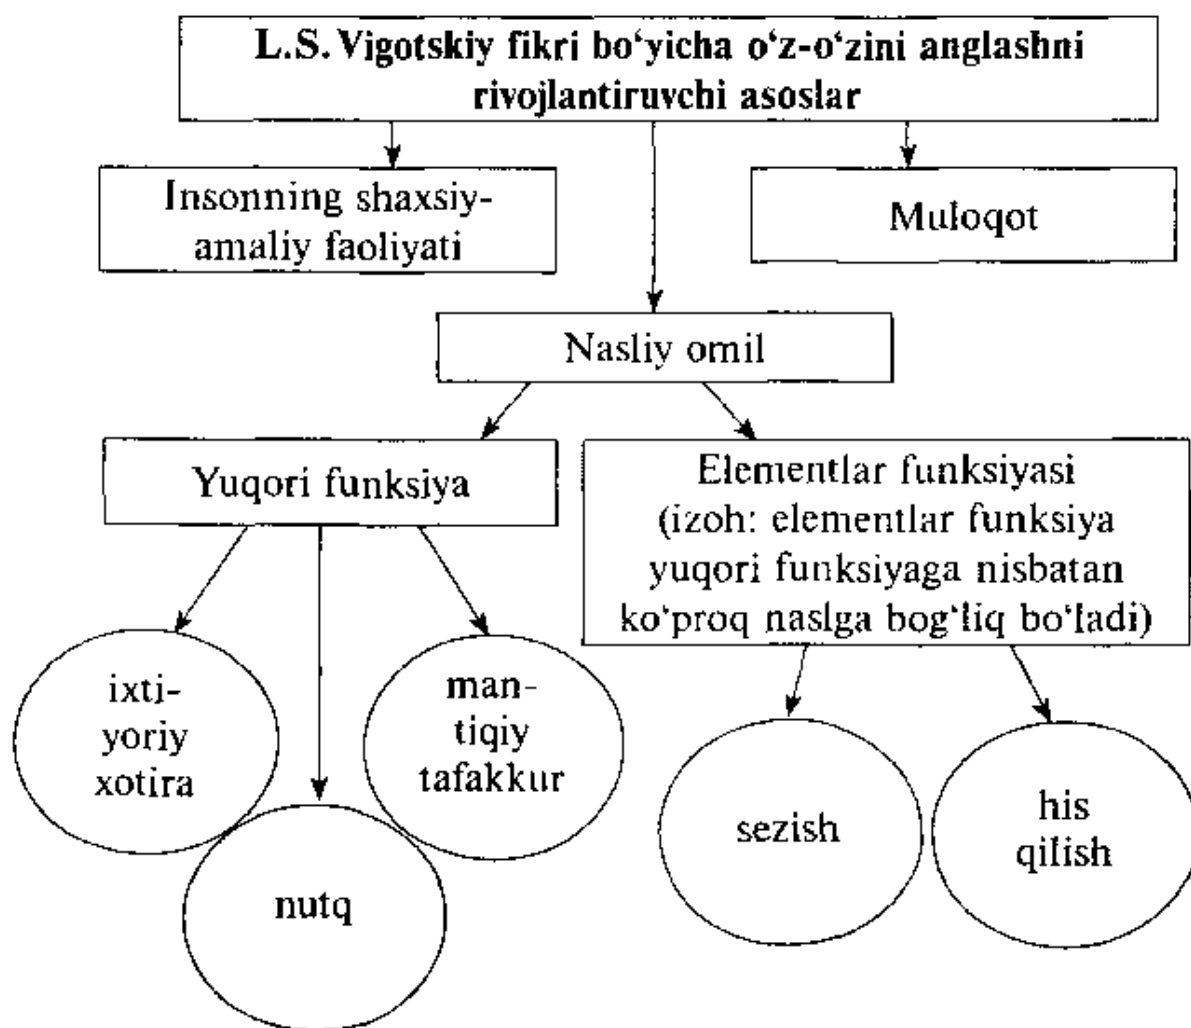 L.S. Vigotskiy fikri bo‘yicha o‘z-o‘zini anglashni
rivojlantiruvchi asoslar
Insonning shaxsiy-
amaliy faoliyati
Muloqot
Nasliy omil
Yuqori funksiya
Elementlar funksiyasi
(izoh: elementlar funksiya
yuqori funksiyaga nisbatan
ko‘proq naslga bog‘liq bo‘ladi)
ixti-
yoriy
xotira
nutq
man-
tiqiy
tafakkur
sezish
his
qilish